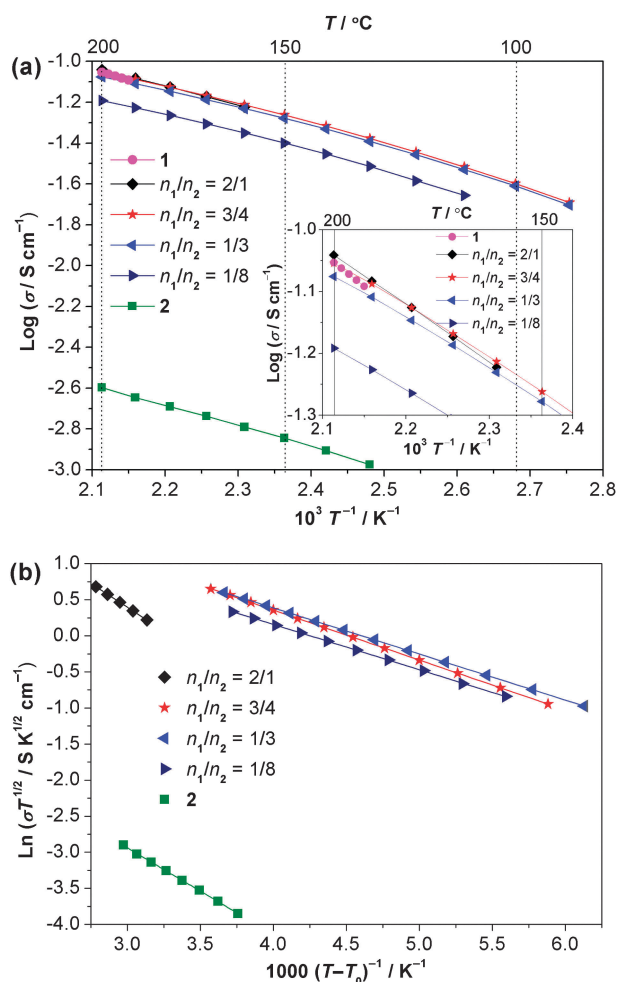 T / °C
200 150 100
(a)
-1.0
-1.2
-1.4
-1.6
-1.8
-2.0
-2.2
-2.4
-2.6
-2.8
-3.0
Log (σ / S cm⁻¹)
1
n₁/n₂ = 2/1
n₁/n₂ = 3/4
n₁/n₂ = 1/3
n₁/n₂ = 1/8
2
T / °C
200 150
-1.0
-1.1
-1.2
-1.3
Log (σ / S cm⁻¹)
1
n₁/n₂ = 2/1
n₁/n₂ = 3/4
n₁/n₂ = 1/3
n₁/n₂ = 1/8
2.1 2.2 2.3 2.4
10³ T⁻¹ / K⁻¹
2.1 2.2 2.3 2.4 2.5 2.6 2.7 2.8
10³ T⁻¹ / K⁻¹
(b)
1.0
0.5
0.0
-0.5
-1.0
-1.5
-2.0
-2.5
-3.0
-3.5
-4.0
Ln (σT¹ᐟ² / S K¹ᐟ² cm⁻¹)
n₁/n₂ = 2/1
n₁/n₂ = 3/4
n₁/n₂ = 1/3
n₁/n₂ = 1/8
2
3.0 3.5 4.0 4.5 5.0 5.5 6.0
1000 (T–T₀)⁻¹ / K⁻¹